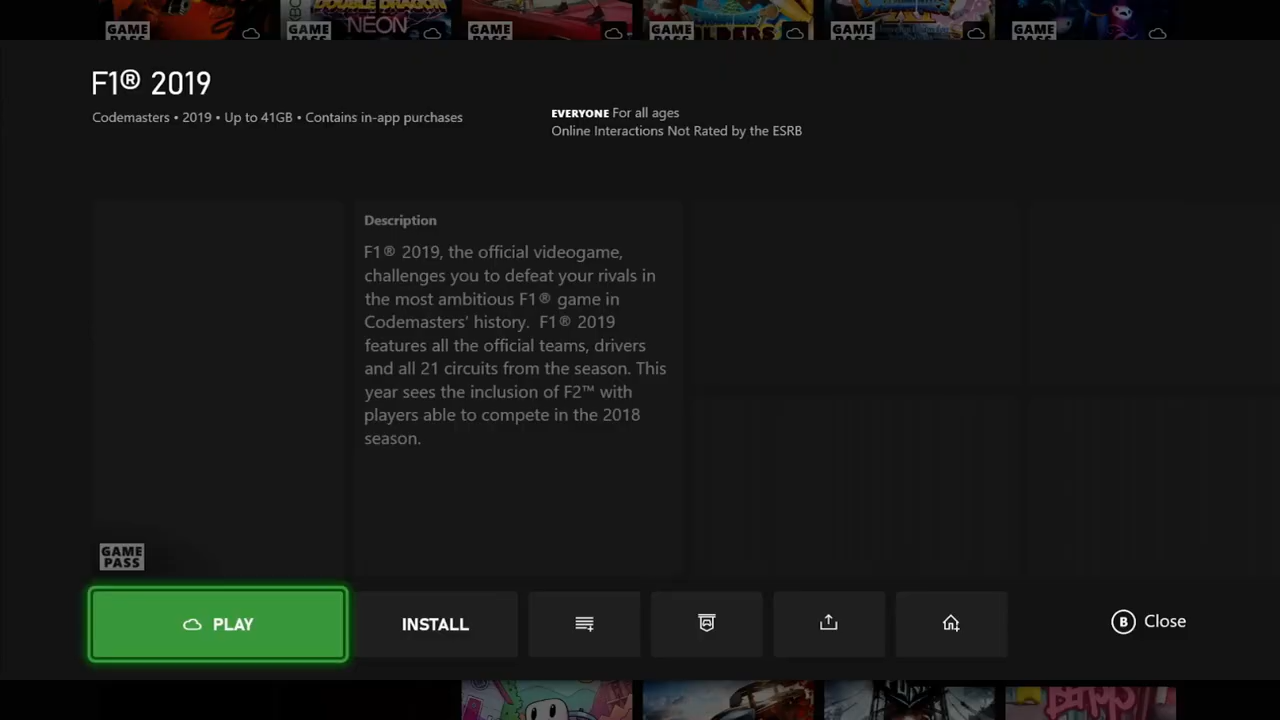 GAME PASS
DOUBLE DRAGON
NEON
GAME PASS
GAME PASS
GAME PASS
GAME PASS
GAME PASS
F1® 2019
Codemasters • 2019 • Up to 41GB • Contains in-app purchases
EVERYONE For all ages
Online Interactions Not Rated by the ESRB
Description
F1® 2019, the official videogame,
challenges you to defeat your rivals in
the most ambitious F1® game in
Codemasters' history.  F1® 2019
features all the official teams, drivers
and all 21 circuits from the season. This
year sees the inclusion of F2™ with
players able to compete in the 2018
season.
GAME
PASS
PLAY
INSTALL
B Close